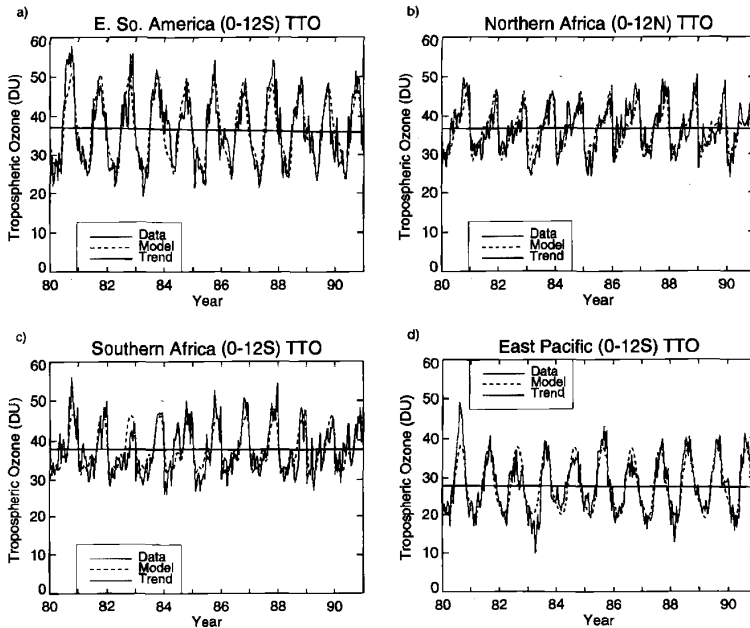 a)
E. So. America (0-12S) TTO
Tropospheric Ozone (DU)
60
50
40
30
20
10
0
Data
Model
Trend
80 82 84 86 88 90
Year
b)
Northern Africa (0-12N) TTO
Tropospheric Ozone (DU)
60
50
40
30
20
10
0
Data
Model
Trend
80 82 84 86 88 90
Year
c)
Southern Africa (0-12S) TTO
Tropospheric Ozone (DU)
60
50
40
30
20
10
0
Data
Model
Trend
80 82 84 86 88 90
Year
d)
East Pacific (0-12S) TTO
Tropospheric Ozone (DU)
60
50
40
30
20
10
0
Data
Model
Trend
80 82 84 86 88 90
Year